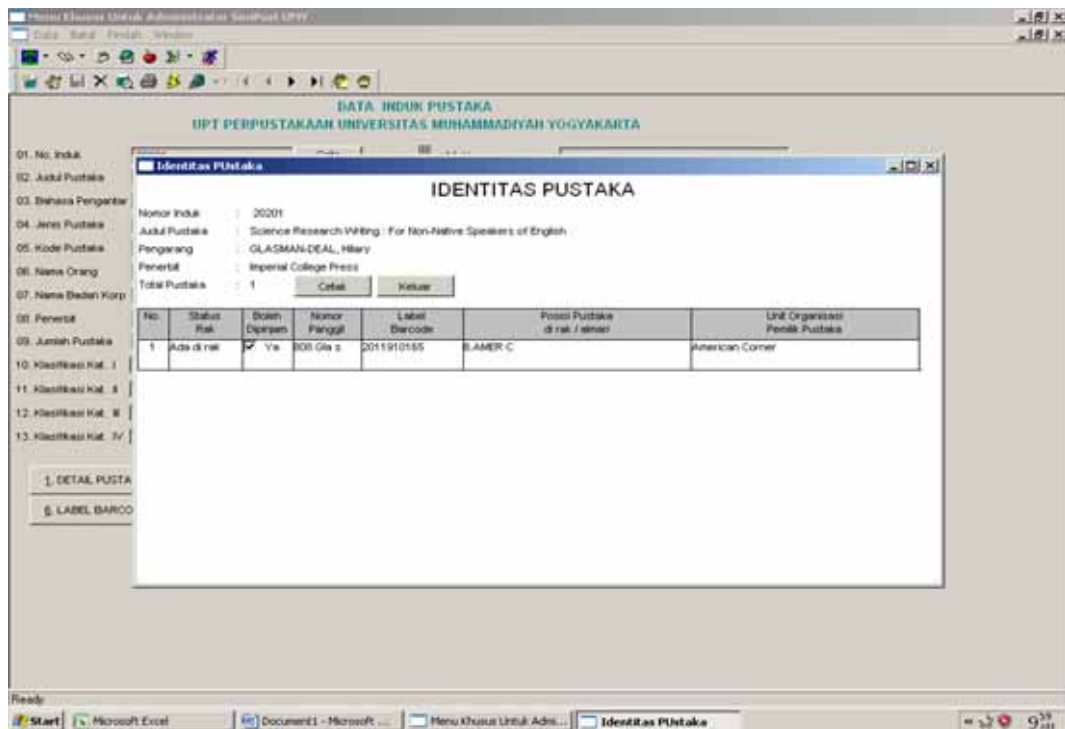 Menu Khusus Untuk Administrator SimPust UMY
Data Batal Pindah Window
DATA INDUK PUSTAKA
UPT PERPUSTAKAAN UNIVERSITAS MUHAMMADIYAH YOGYAKARTA
01. No. Induk
02. Judul Pustaka
03. Bahasa Pengantar
04. Jenis Pustaka
05. Kode Pustaka
06. Nama Orang
07. Nama Badan Korp
08. Penerbit
09. Jumlah Pustaka
10. Klasifikasi Kat. I
11. Klasifikasi Kat. II
12. Klasifikasi Kat. III
13. Klasifikasi Kat. IV
1. DETAIL PUSTA
6. LABEL BARCO
Identitas PUstaka
IDENTITAS PUSTAKA
Nomor Induk : 20201
Judul Pustaka : Science Research Writing : For Non-Native Speakers of English
Pengarang : GLASMAN-DEAL, Hilary
Penerbit : Imperial College Press
Total Pustaka : 1 Cetak Keluar
No. Status Rak Boleh Dipinjam Nomor Panggil Label Barcode Posisi Pustaka di rak / almari Unit Organisasi Pemilik Pustaka
1 Ada di rak Ya 808 Gla s 2011910165 B.AMER C American Corner
Ready
Start Microsoft Excel Document1 - Microsoft ... Menu Khusus Untuk Admi... Identitas PUstaka